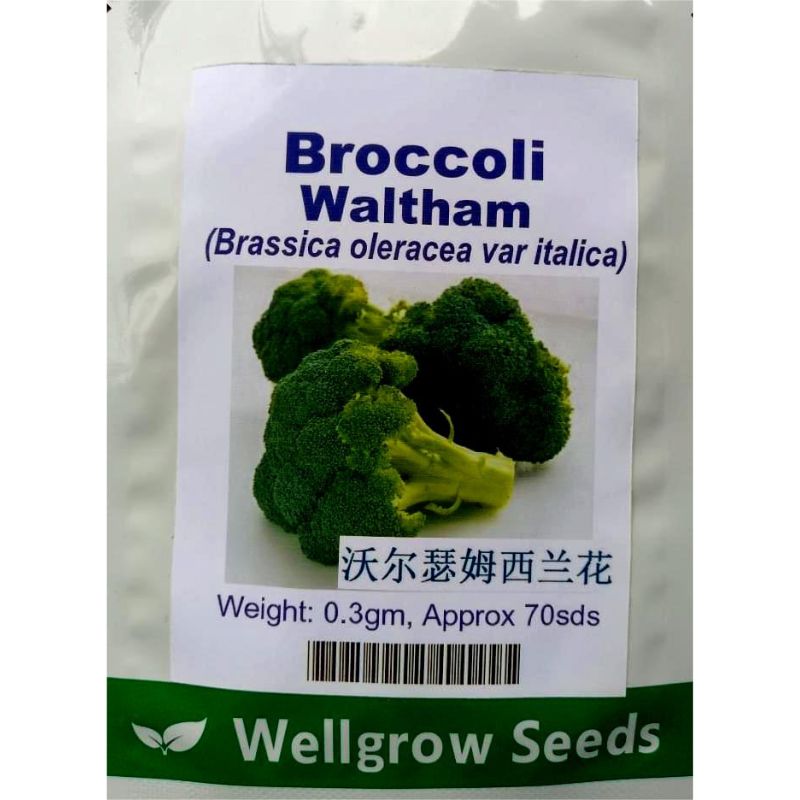 Broccoli
Waltham
(Brassica oleracea var italica)
沃尔瑟姆西兰花
Weight: 0.3gm, Approx 70sds
Wellgrow Seeds